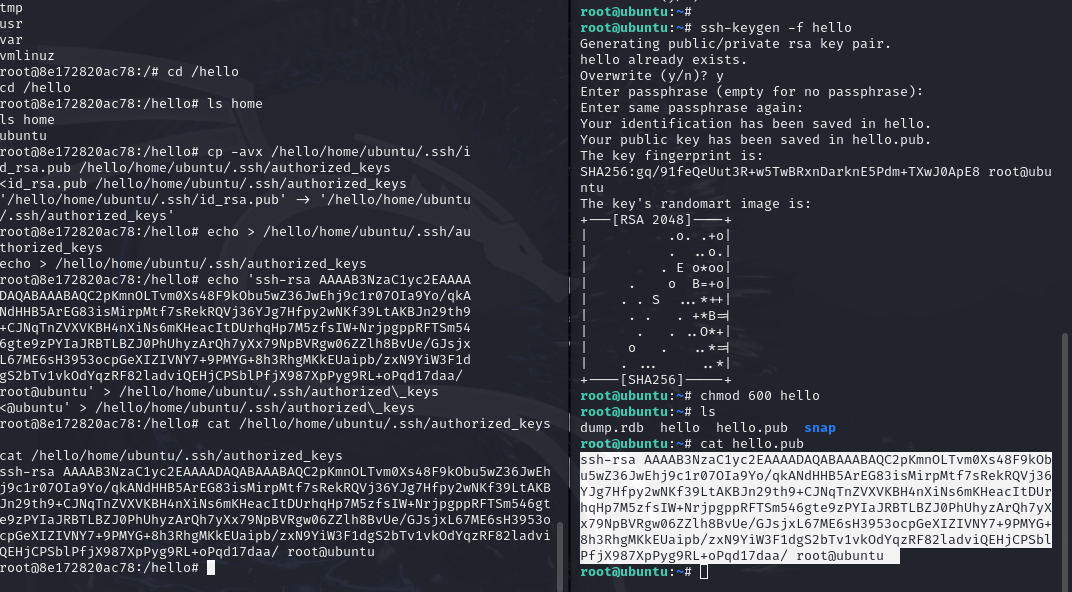 tmp
usr
var
vmlinuz
root@8e172820ac78:/# cd /hello
cd /hello
root@8e172820ac78:/hello# ls home
ls home
ubuntu
root@8e172820ac78:/hello# cp -avx /hello/home/ubuntu/.ssh/i
d_rsa.pub /hello/home/ubuntu/.ssh/authorized_keys
<id_rsa.pub /hello/home/ubuntu/.ssh/authorized_keys
'/hello/home/ubuntu/.ssh/id_rsa.pub' -> '/hello/home/ubuntu
/.ssh/authorized_keys'
root@8e172820ac78:/hello# echo > /hello/home/ubuntu/.ssh/au
thorized_keys
echo > /hello/home/ubuntu/.ssh/authorized_keys
root@8e172820ac78:/hello# echo 'ssh-rsa AAAAB3NzaC1yc2EAAAA
DAQABAAABAQC2pKmnOLTvm0Xs48F9kObu5wZ36JwEhj9c1r07OIa9Yo/qkA
NdHHB5ArEG83isMirpMtf7sRekRQVj36YJg7Hfpy2wNKf39LtAKBJn29th9
+CJNqTnZVXVKBH4nXiNs6mKHeacItDUrhqHp7M5zfsIW+NrjpgppRFTSm54
6gte9zPYIaJRBTLBZJ0PhUhyzArQh7yXx79NpBVRgw06ZZlh8BvUe/GJsjx
L67ME6sH3953ocpGeXIZIVNY7+9PMYG+8h3RhgMKkEUaipb/zxN9YiW3F1d
gS2bTv1vkOdYqzRF82ladviQEHjCPSblPfjX987XpPyg9RL+oPqd17daa/
root@ubuntu' > /hello/home/ubuntu/.ssh/authorized\_keys
<@ubuntu' > /hello/home/ubuntu/.ssh/authorized\_keys
root@8e172820ac78:/hello# cat /hello/home/ubuntu/.ssh/authorized_keys
cat /hello/home/ubuntu/.ssh/authorized_keys
ssh-rsa AAAAB3NzaC1yc2EAAAADAQABAAABAQC2pKmnOLTvm0Xs48F9kObu5wZ36JwEh
j9c1r07OIa9Yo/qkANdHHB5ArEG83isMirpMtf7sRekRQVj36YJg7Hfpy2wNKf39LtAKB
Jn29th9+CJNqTnZVXVKBH4nXiNs6mKHeacItDUrhqHp7M5zfsIW+NrjpgppRFTSm546gt
e9zPYIaJRBTLBZJ0PhUhyzArQh7yXx79NpBVRgw06ZZlh8BvUe/GJsjxL67ME6sH3953o
cpGeXIZIVNY7+9PMYG+8h3RhgMKkEUaipb/zxN9YiW3F1dgS2bTv1vkOdYqzRF82ladvi
QEHjCPSblPfjX987XpPyg9RL+oPqd17daa/ root@ubuntu
root@8e172820ac78:/hello#
root@ubuntu:~#
root@ubuntu:~# ssh-keygen -f hello
Generating public/private rsa key pair.
hello already exists.
Overwrite (y/n)? y
Enter passphrase (empty for no passphrase):
Enter same passphrase again:
Your identification has been saved in hello.
Your public key has been saved in hello.pub.
The key fingerprint is:
SHA256:gq/91feQeUut3R+w5TwBRxnDarknE5Pdm+TXwJ0ApE8 root@ubu
ntu
The key's randomart image is:
+---[RSA 2048]----+
|          .o. .+o|
|          .  ..o.|
|         . E o*oo|
|     .    o  B=+o|
|    . . S  ...*++|
|     . .    . +*B=|
|      .   . ..O*+|
|     o   .   ..*=|
|    . ...     ..*|
+----[SHA256]-----+
root@ubuntu:~# chmod 600 hello
root@ubuntu:~# ls
dump.rdb  hello  hello.pub  snap
root@ubuntu:~# cat hello.pub
ssh-rsa AAAAB3NzaC1yc2EAAAADAQABAAABAQC2pKmnOLTvm0Xs48F9kOb
u5wZ36JwEhj9c1r07OIa9Yo/qkANdHHB5ArEG83isMirpMtf7sRekRQVj36
YJg7Hfpy2wNKf39LtAKBJn29th9+CJNqTnZVXVKBH4nXiNs6mKHeacItDUr
hqHp7M5zfsIW+NrjpgppRFTSm546gte9zPYIaJRBTLBZJ0PhUhyzArQh7yX
x79NpBVRgw06ZZlh8BvUe/GJsjxL67ME6sH3953ocpGeXIZIVNY7+9PMYG+
8h3RhgMKkEUaipb/zxN9YiW3F1dgS2bTv1vkOdYqzRF82ladviQEHjCPSbl
PfjX987XpPyg9RL+oPqd17daa/ root@ubuntu
root@ubuntu:~#